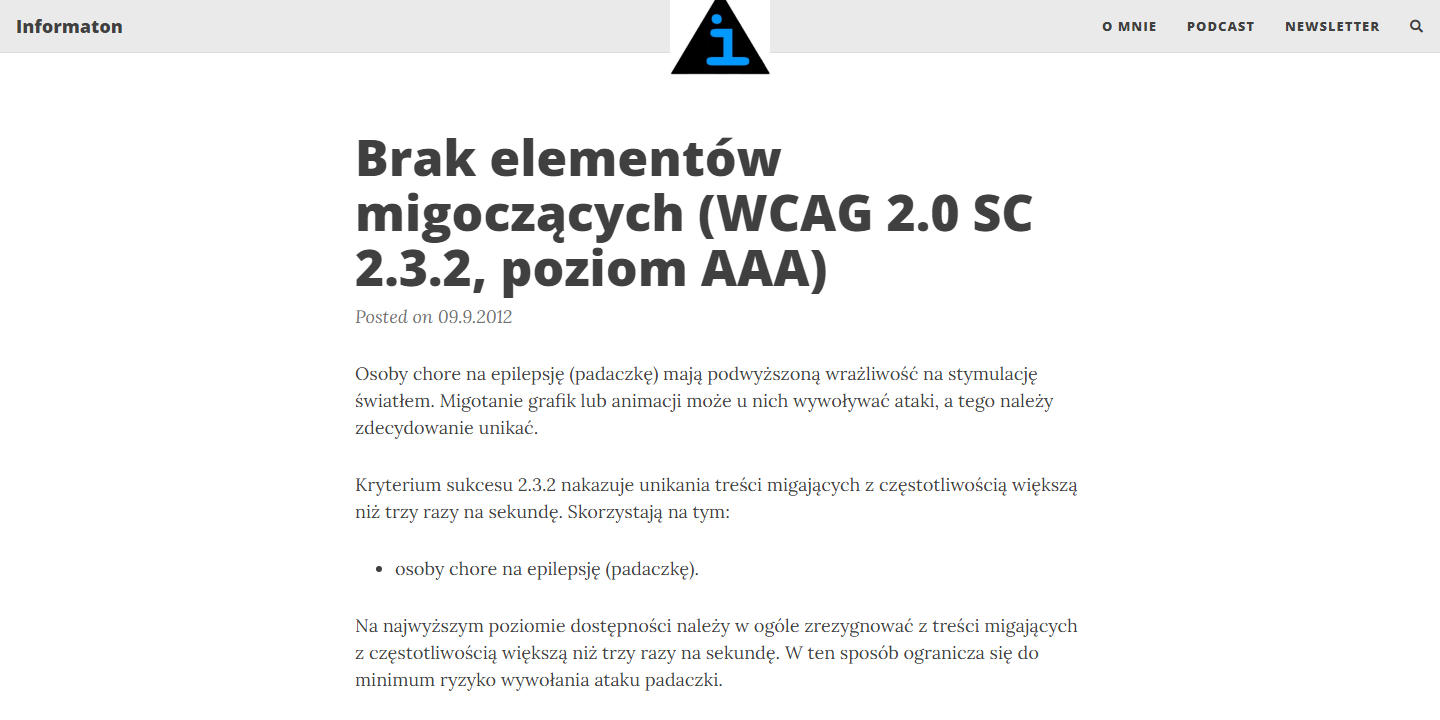 Informaton
i
O MNIE
PODCAST
NEWSLETTER
Brak elementów
migoczących (WCAG 2.0 SC
2.3.2, poziom AAA)
Posted on 09.9.2012
Osoby chore na epilepsję (padaczkę) mają podwyższoną wrażliwość na stymulację
światłem. Migotanie grafik lub animacji może u nich wywoływać ataki, a tego należy
zdecydowanie unikać.
Kryterium sukcesu 2.3.2 nakazuje unikania treści migających z częstotliwością większą
niż trzy razy na sekundę. Skorzystają na tym:
• osoby chore na epilepsję (padaczkę).
Na najwyższym poziomie dostępności należy w ogóle zrezygnować z treści migających
z częstotliwością większą niż trzy razy na sekundę. W ten sposób ogranicza się do
minimum ryzyko wywołania ataku padaczki.